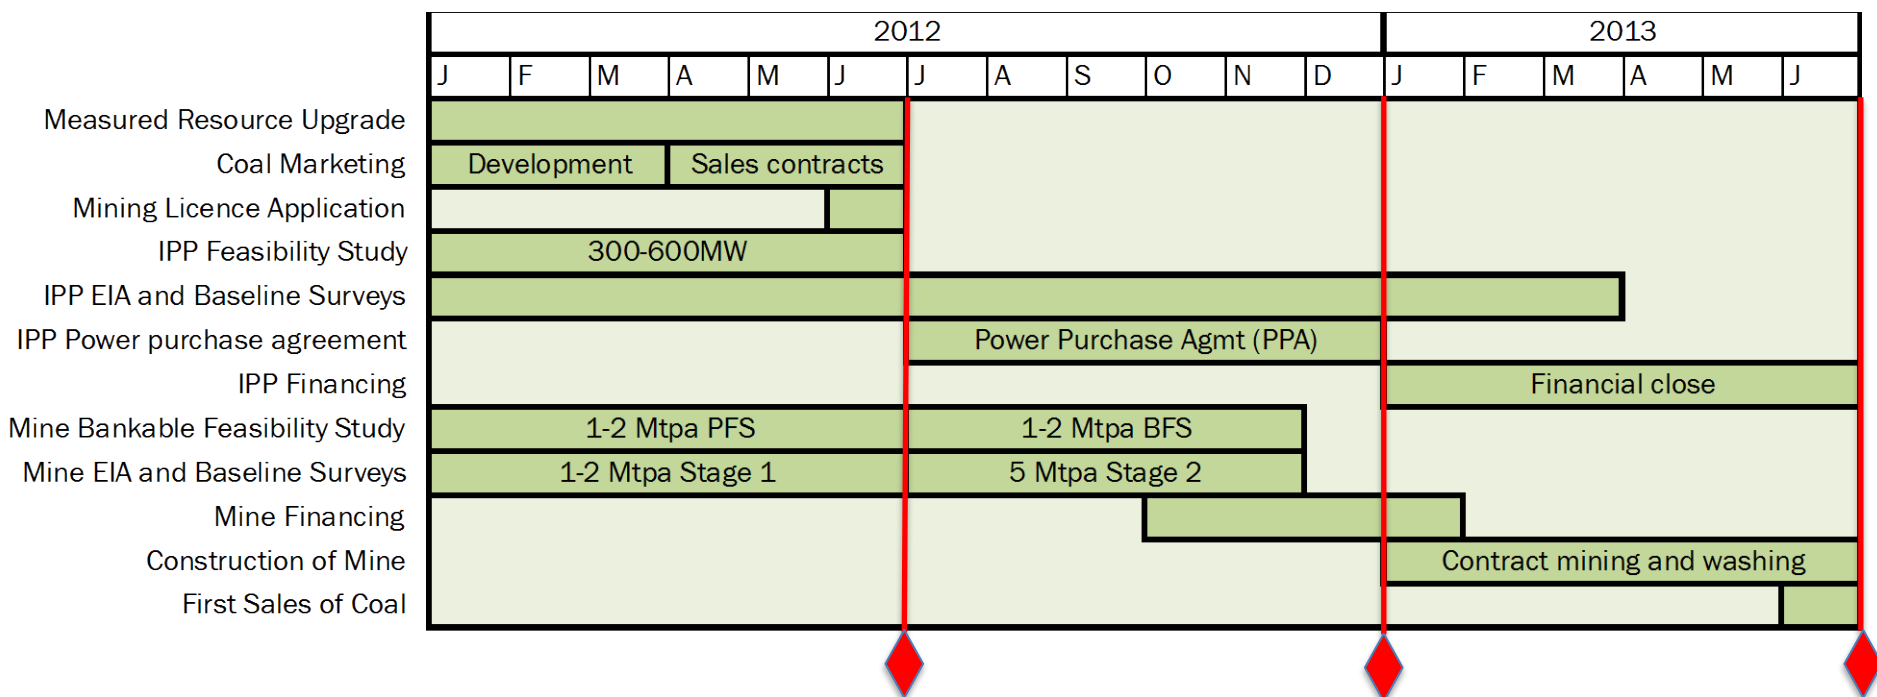 2012 2013
J F M A M J J A S O N D J F M A M J
Measured Resource Upgrade
Coal Marketing Development Sales contracts
Mining Licence Application
IPP Feasibility Study 300-600MW
IPP EIA and Baseline Surveys
IPP Power purchase agreement Power Purchase Agmt (PPA)
IPP Financing Financial close
Mine Bankable Feasibility Study 1-2 Mtpa PFS 1-2 Mtpa BFS
Mine EIA and Baseline Surveys 1-2 Mtpa Stage 1 5 Mtpa Stage 2
Mine Financing
Construction of Mine Contract mining and washing
First Sales of Coal